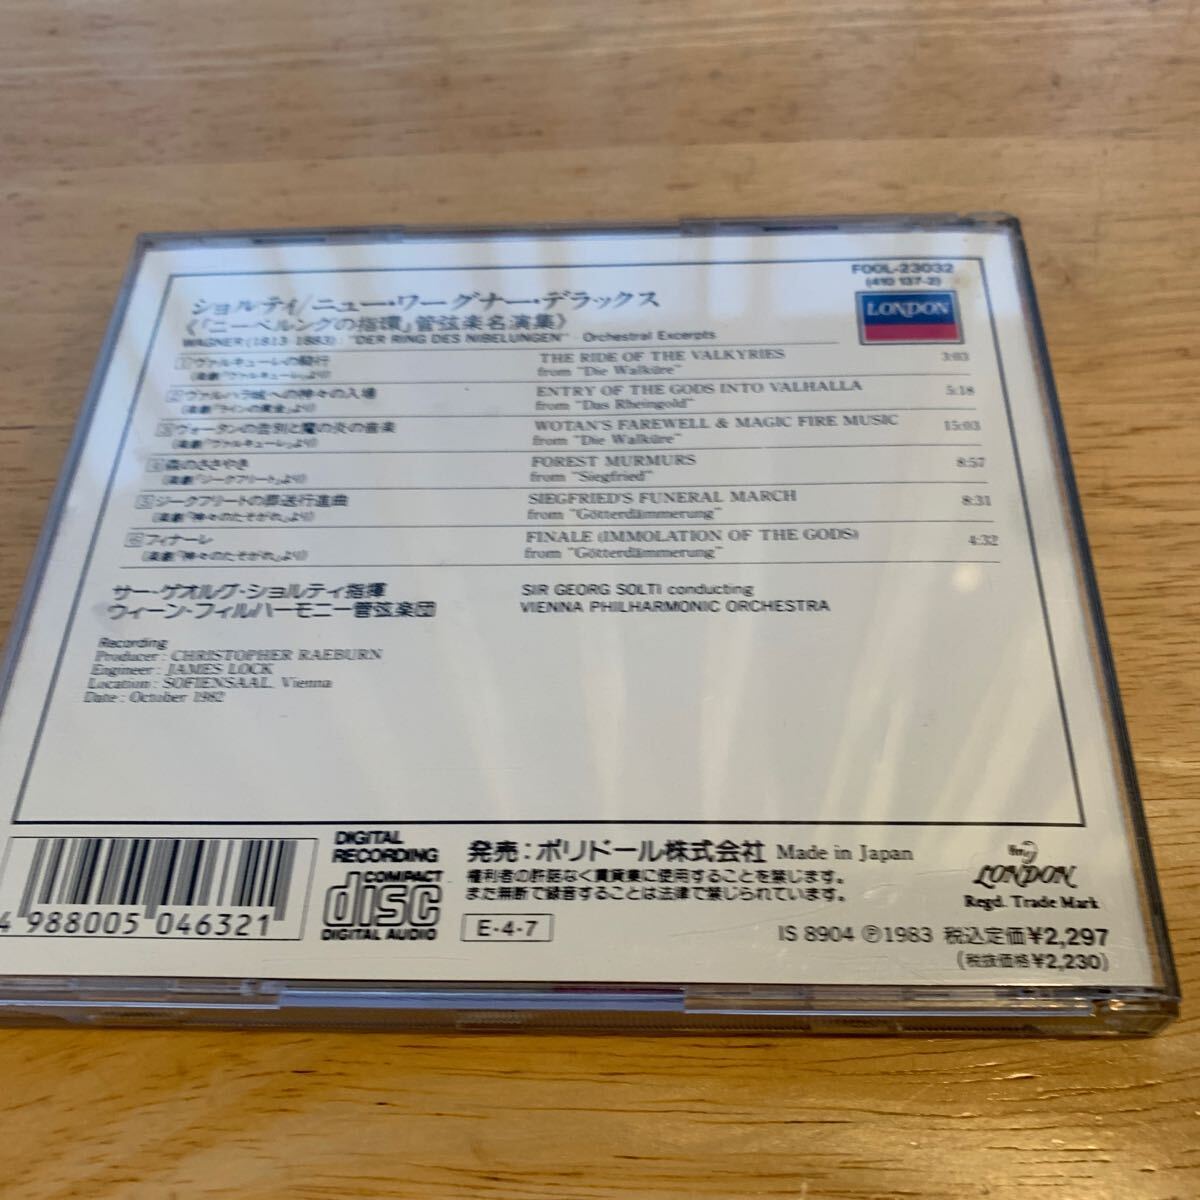 F00L-23032
(410 137-2)
LONDON
ショルティ/ニュー・ワーグナー・デラックス
《「ニーベルングの指環」管弦楽名演集》
WAGNER (1813-1883) : "DER RING DES NIBELUNGEN" - Orchestral Excerpts
1 ヴァルキューレの騎行 THE RIDE OF THE VALKYRIES 3:03
(楽劇「ヴァルキューレ」より) from "Die Walküre"
2 ヴァルハラ城への神々の入場 ENTRY OF THE GODS INTO VALHALLA 5:18
(楽劇「ラインの黄金」より) from "Das Rheingold"
3 ヴォータンの告別と魔の炎の音楽 WOTAN'S FAREWELL & MAGIC FIRE MUSIC 15:03
(楽劇「ヴァルキューレ」より) from "Die Walküre"
4 森のささやき FOREST MURMURS 8:57
(楽劇「ジークフリート」より) from "Siegfried"
5 ジークフリートの葬送行進曲 SIEGFRIED'S FUNERAL MARCH 8:31
(楽劇「神々のたそがれ」より) from "Götterdämmerung"
6 フィナーレ FINALE (IMMOLATION OF THE GODS) 4:32
(楽劇「神々のたそがれ」より) from "Götterdämmerung"
サー・ゲオルグ・ショルティ指揮 SIR GEORG SOLTI conducting
ウィーン・フィルハーモニー管弦楽団 VIENNA PHILHARMONIC ORCHESTRA
Recording
Producer : CHRISTOPHER RAEBURN
Engineer : JAMES LOCK
Location : SOFIENSAAL, Vienna
Date : October 1982
4 988005 046321
DIGITAL
RECORDING
COMPACT
disc
DIGITAL AUDIO
発売:ポリドール株式会社 Made in Japan
権利者の許諾なく賃貸業に使用することを禁じます。
また無断で録音することは法律で禁じられています。
E-4-7
LONDON
Regd. Trade Mark
IS 8904 Ⓟ1983 税込定価¥2,297
(税抜価格¥2,230)